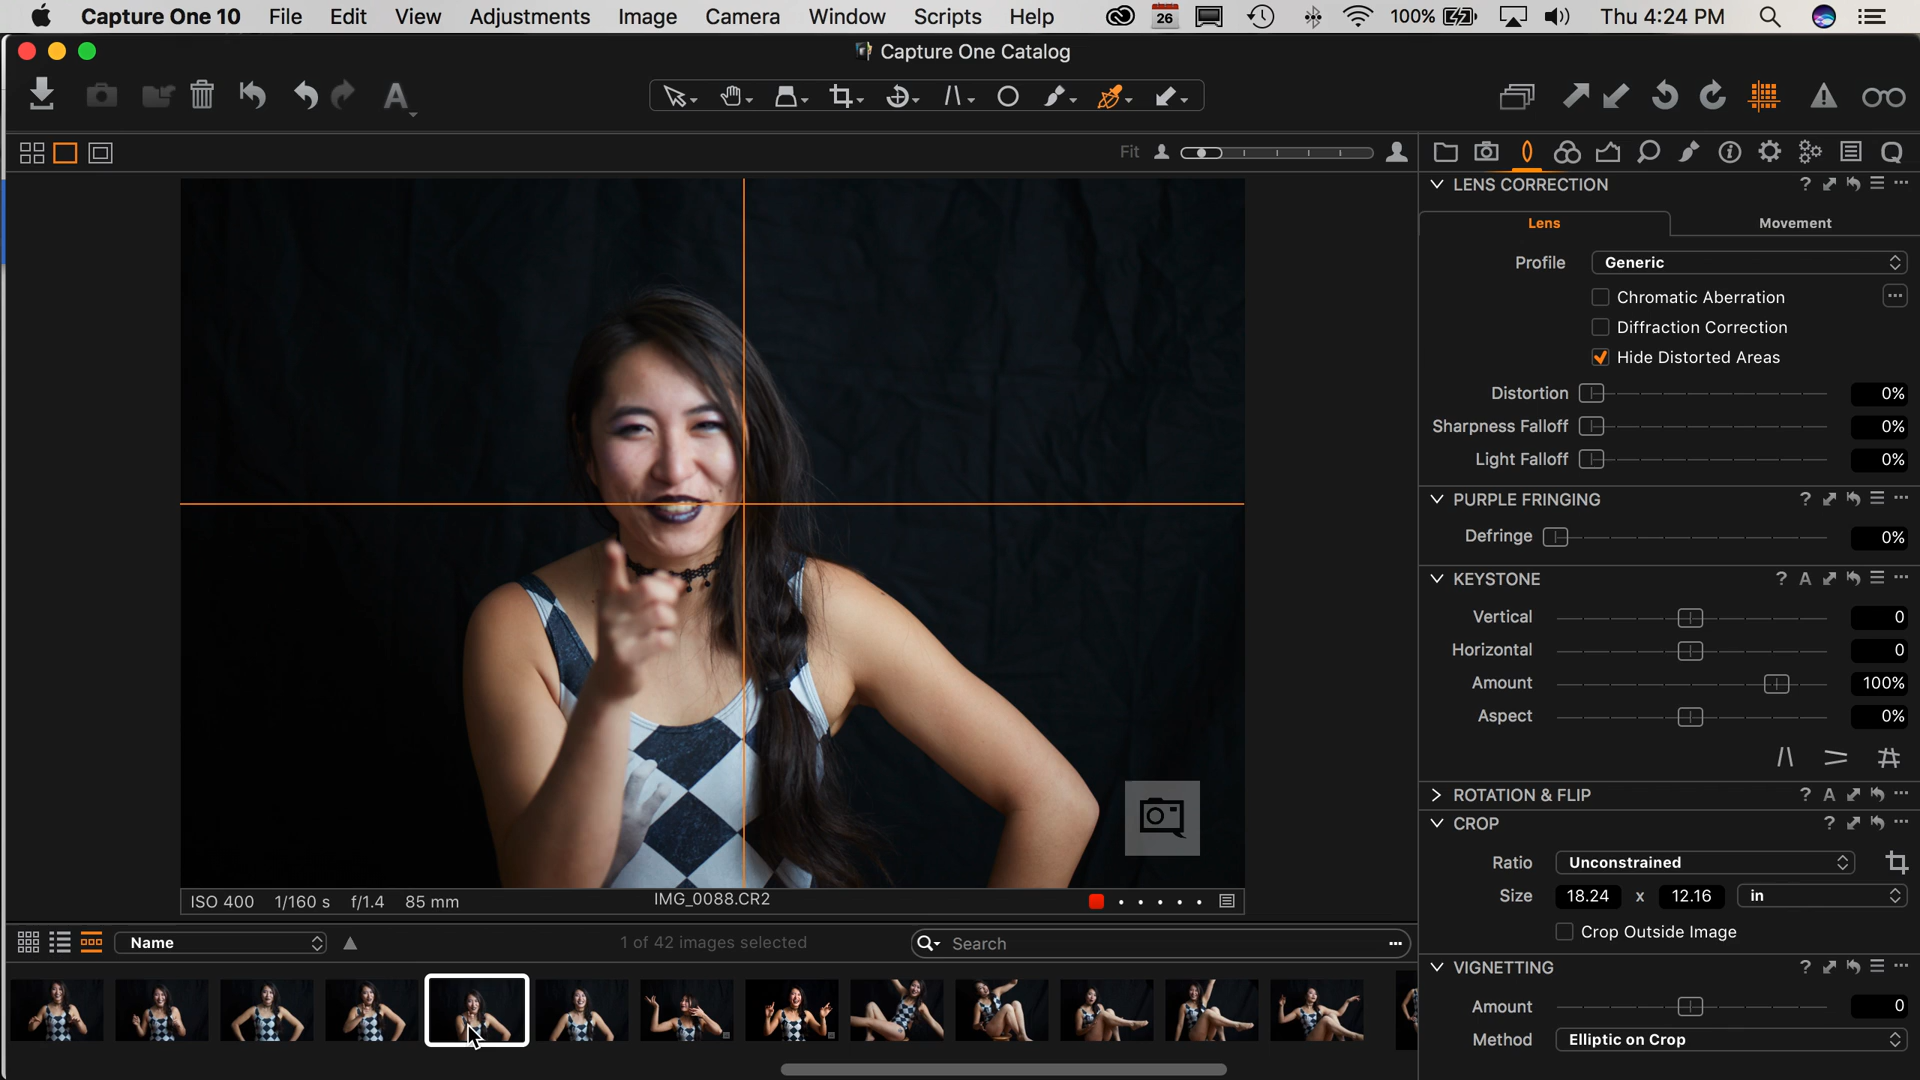 Capture One 10 File Edit View Adjustments Image Camera Window Scripts Help 26 100% Thu 4:24 PM
Capture One Catalog
A
Fit
LENS CORRECTION ?
Lens Movement
Profile Generic
Chromatic Aberration
Diffraction Correction
Hide Distorted Areas
Distortion 0%
Sharpness Falloff 0%
Light Falloff 0%
PURPLE FRINGING ?
Defringe 0%
KEYSTONE ? A
Vertical 0
Horizontal 0
Amount 100%
Aspect 0%
ROTATION & FLIP ? A
CROP ?
Ratio Unconstrained
Size 18.24 x 12.16 in
Crop Outside Image
VIGNETTING ?
Amount 0
Method Elliptic on Crop
ISO 400 1/160 s f/1.4 85 mm IMG_0088.CR2
Name 1 of 42 images selected Search